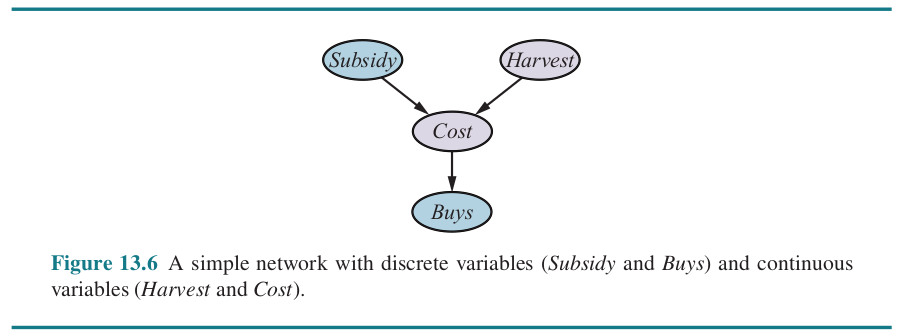 Subsidy
Harvest
Cost
Buys
Figure 13.6 A simple network with discrete variables (Subsidy and Buys) and continuous
variables (Harvest and Cost).